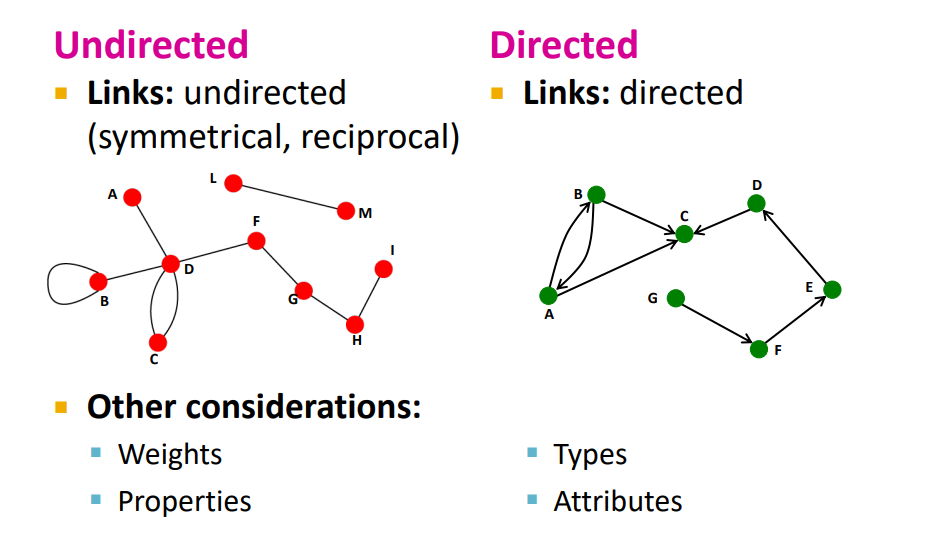 Undirected
Links: undirected
(symmetrical, reciprocal)
A
L
M
F
I
D
B
G
H
C
Directed
Links: directed
B
D
C
A
G
E
F
Other considerations:
Weights
Properties
Types
Attributes